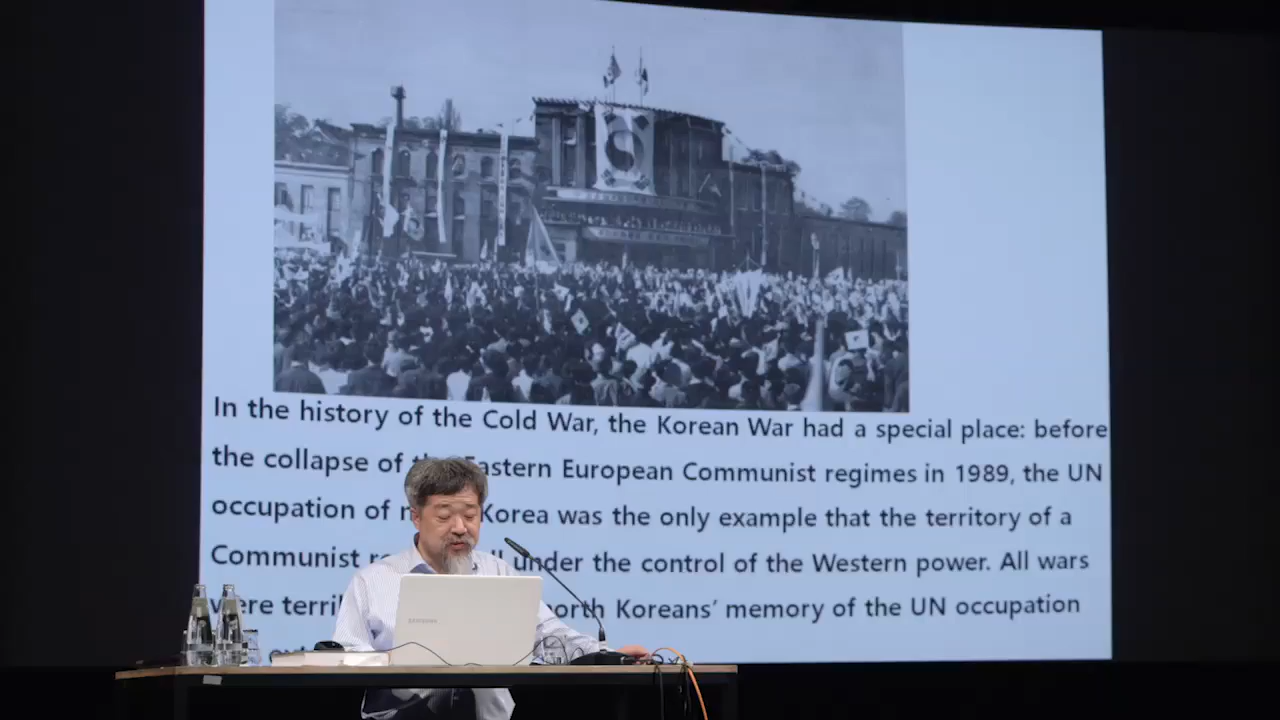 In the history of the Cold War, the Korean War had a special place: before
the collapse of Eastern European Communist regimes in 1989, the UN
occupation of Korea was the only example that the territory of a
Communist under the control of the Western power. All wars
were Koreans’ memory of the UN occupation
SAMSUNG